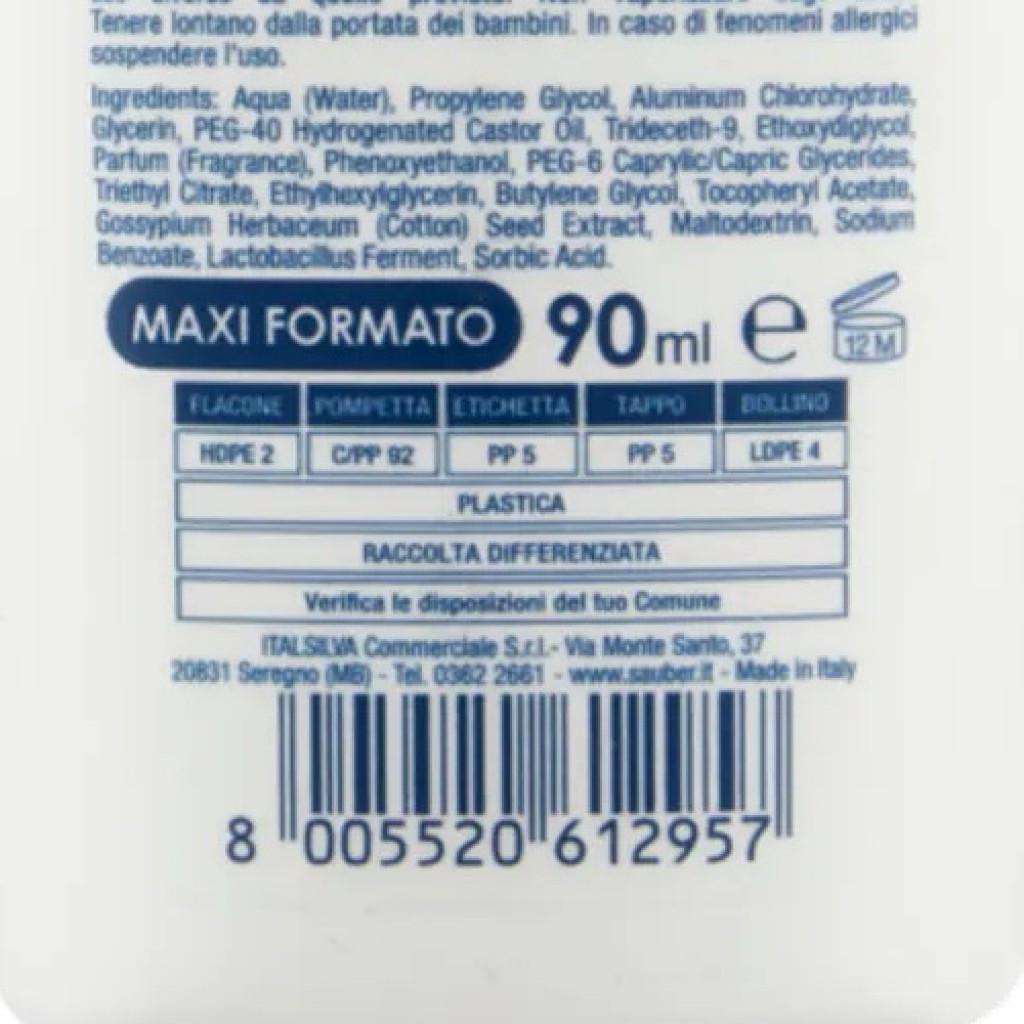 Tenere lontano dalla portata dei bambini. In caso di fenomeni allergici
sospendere l'uso.
Ingredients: Aqua (Water), Propylene Glycol, Aluminum Chlorohydrate,
Glycerin, PEG-40 Hydrogenated Castor Oil, Trideceth-9, Ethoxydiglycol,
Parfum (Fragrance), Phenoxyethanol, PEG-6 Caprylic/Capric Glycerides,
Triethyl Citrate, Ethylhexylglycerin, Butylene Glycol, Tocopheryl Acetate,
Gossypium Herbaceum (Cotton) Seed Extract, Maltodextrin, Sodium
Benzoate, Lactobacillus Ferment, Sorbic Acid.
MAXI FORMATO 90 ml e 12 M
FLACONE POMPETTA ETICHETTA TAPPO BOLLINO
HDPE 2 C/PP 92 PP 5 PP 5 LDPE 4
PLASTICA
RACCOLTA DIFFERENZIATA
Verifica le disposizioni del tuo Comune
ITALSILVA Commerciale S.r.l.- Via Monte Santo, 37
20831 Seregno (MB) - Tel. 0362 2661 - www.sauber.it - Made in Italy
8 005520 612957